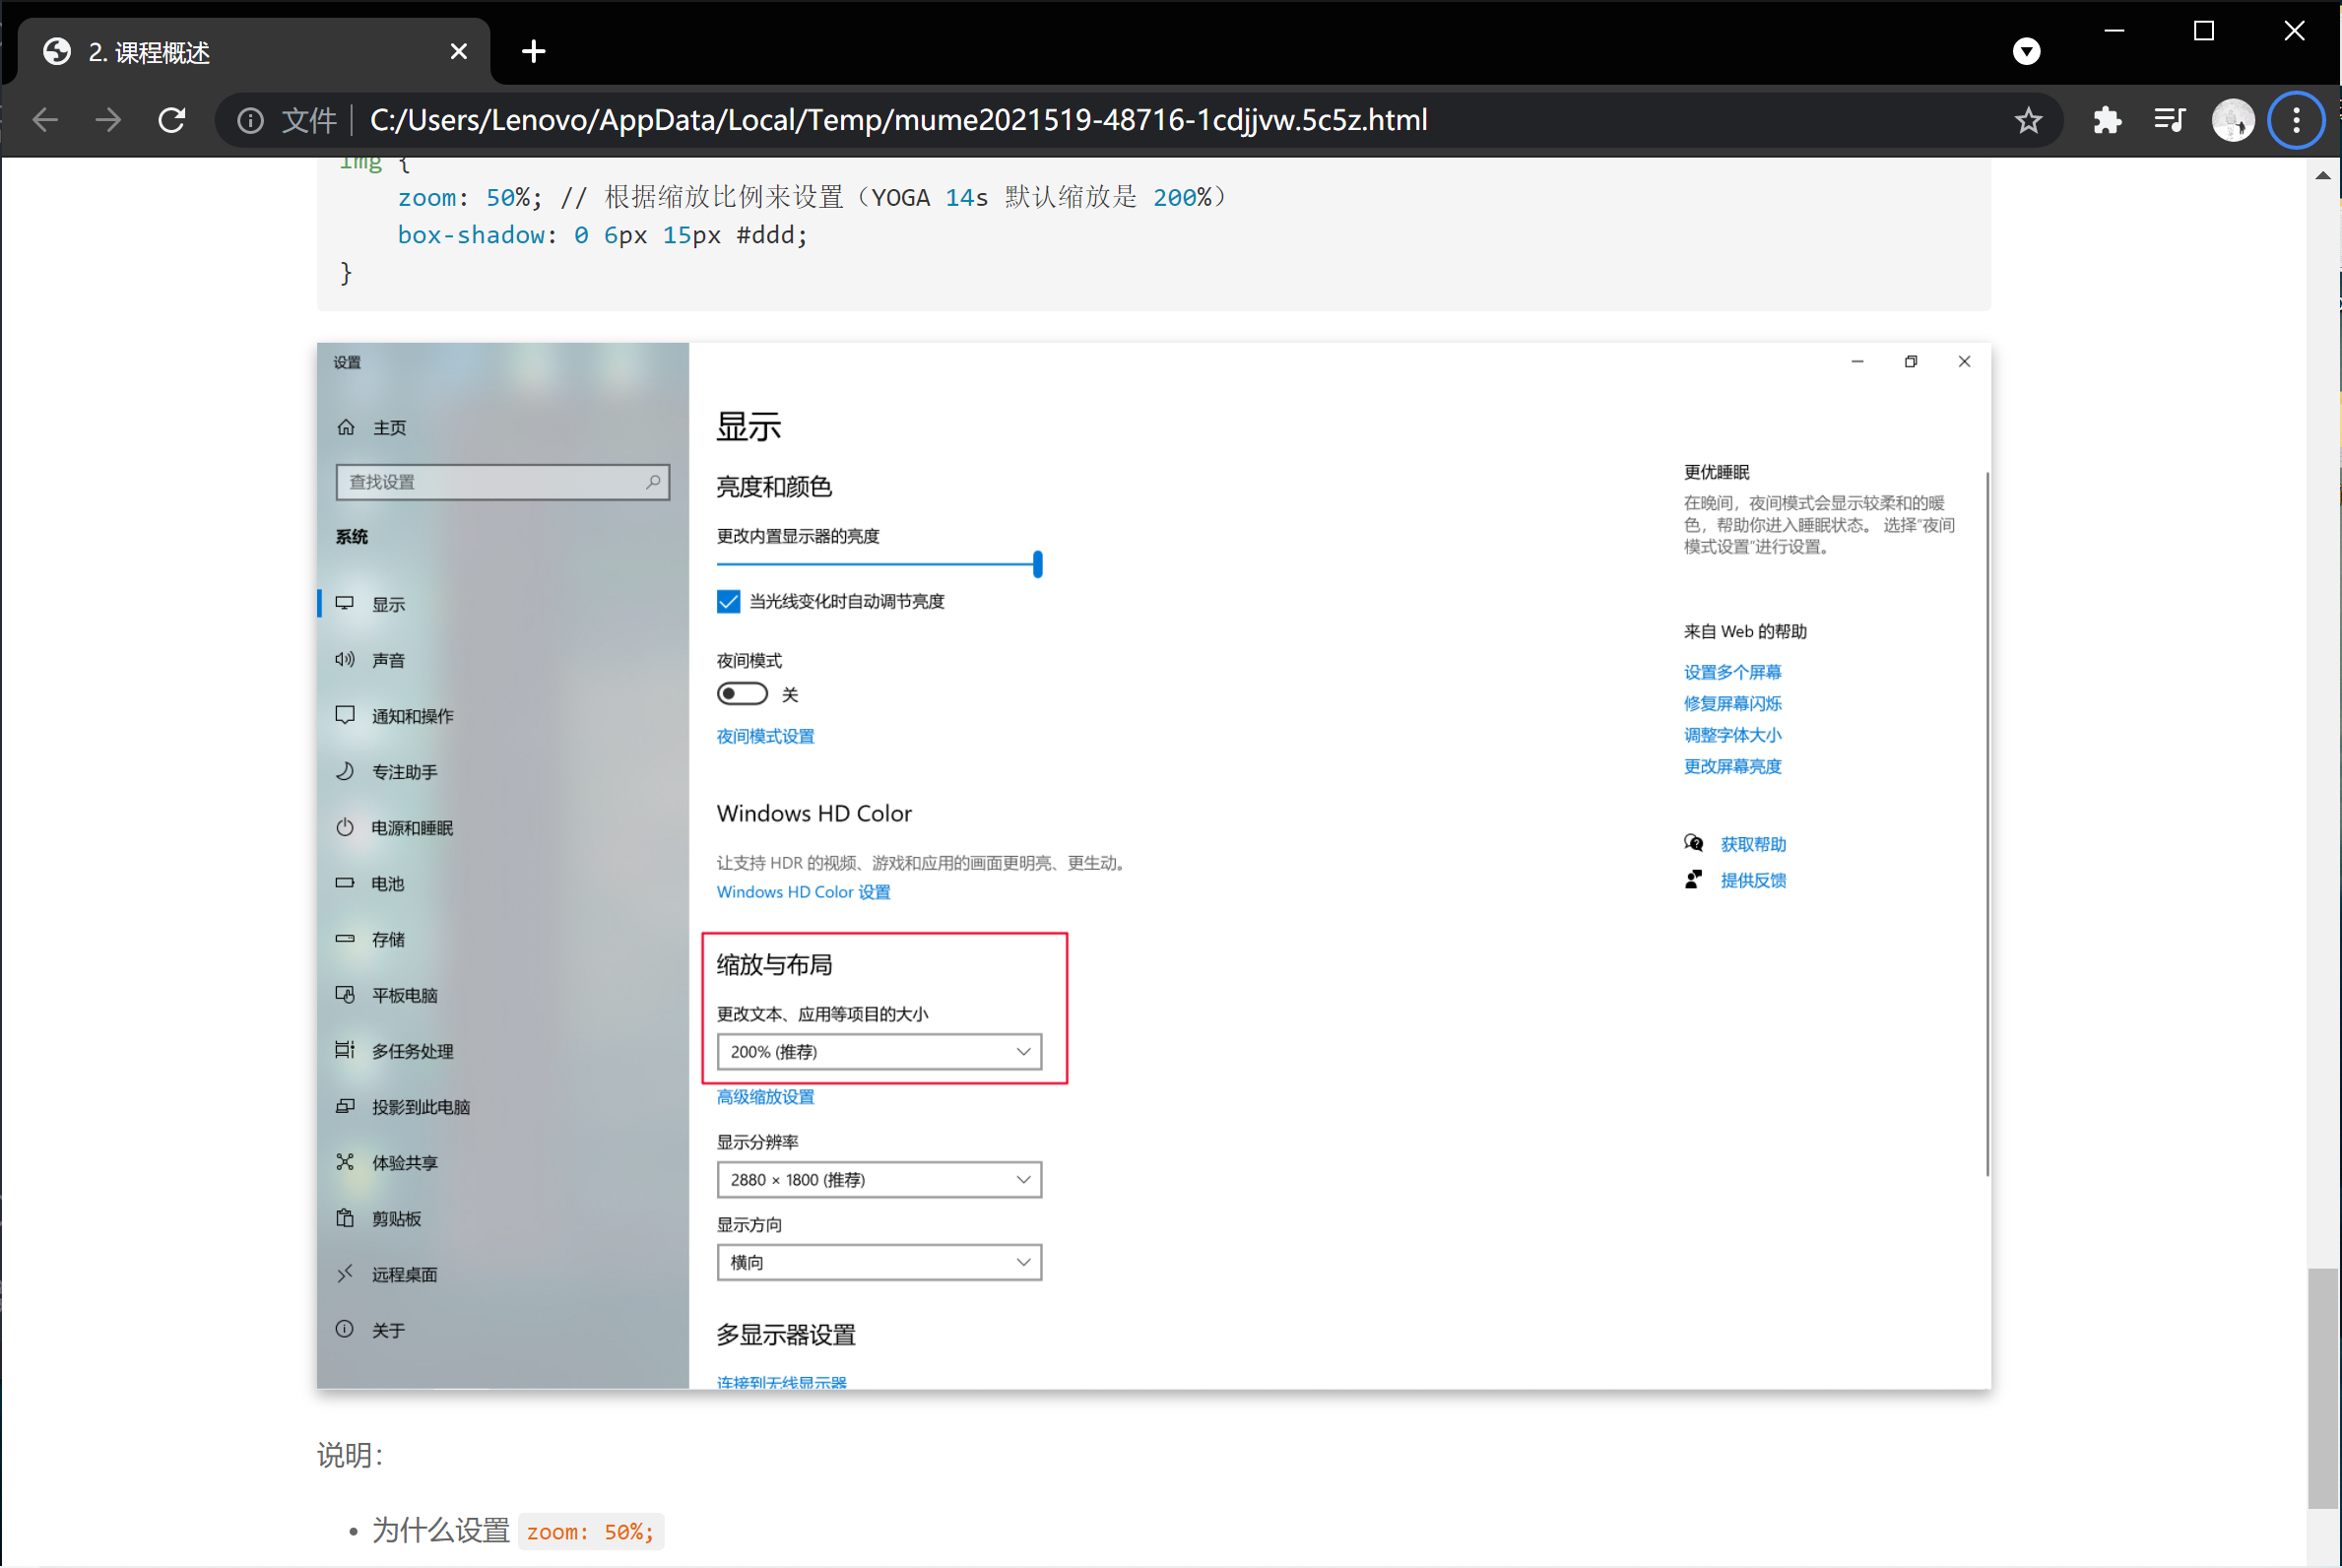 2. 课程概述
文件 C:/Users/Lenovo/AppData/Local/Temp/mume2021519-48716-1cdjjvw.5c5z.html
img {
zoom: 50%; // 根据缩放比例来设置（YOGA 14s 默认缩放是 200%）
box-shadow: 0 6px 15px #ddd;
}
设置
主页
查找设置
系统
显示
声音
通知和操作
专注助手
电源和睡眠
电池
存储
平板电脑
多任务处理
投影到此电脑
体验共享
剪贴板
远程桌面
关于
显示
亮度和颜色
更改内置显示器的亮度
当光线变化时自动调节亮度
夜间模式
关
夜间模式设置
Windows HD Color
让支持 HDR 的视频、游戏和应用的画面更明亮、更生动。
Windows HD Color 设置
缩放与布局
更改文本、应用等项目的大小
200% (推荐)
高级缩放设置
显示分辨率
2880 × 1800 (推荐)
显示方向
横向
多显示器设置
连接到无线显示器
更优睡眠
在晚间，夜间模式会显示较柔和的暖
色，帮助你进入睡眠状态。 选择"夜间
模式设置"进行设置。
来自 Web 的帮助
设置多个屏幕
修复屏幕闪烁
调整字体大小
更改屏幕亮度
获取帮助
提供反馈
说明：
• 为什么设置 zoom: 50%;